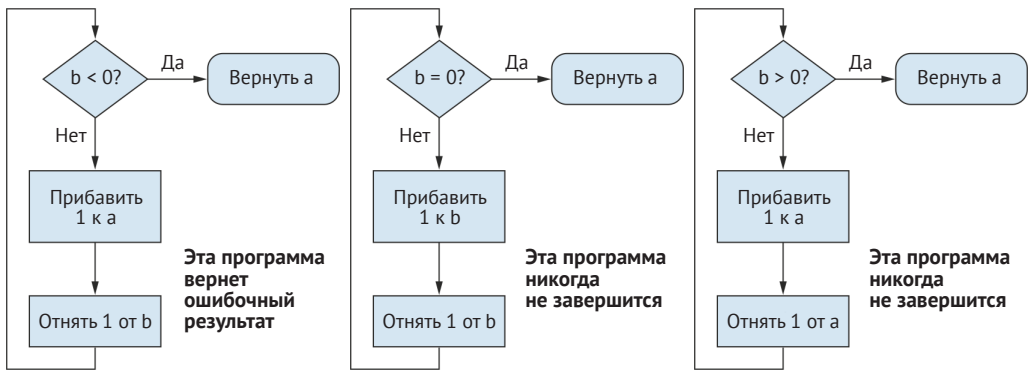 b < 0?
Да
Вернуть a
Нет
Прибавить
1 к a
Отнять 1 от b
Эта программа
вернет
ошибочный
результат
b = 0?
Да
Вернуть a
Нет
Прибавить
1 к b
Отнять 1 от b
Эта программа
никогда
не завершится
b > 0?
Да
Вернуть a
Нет
Прибавить
1 к a
Отнять 1 от a
Эта программа
никогда
не завершится